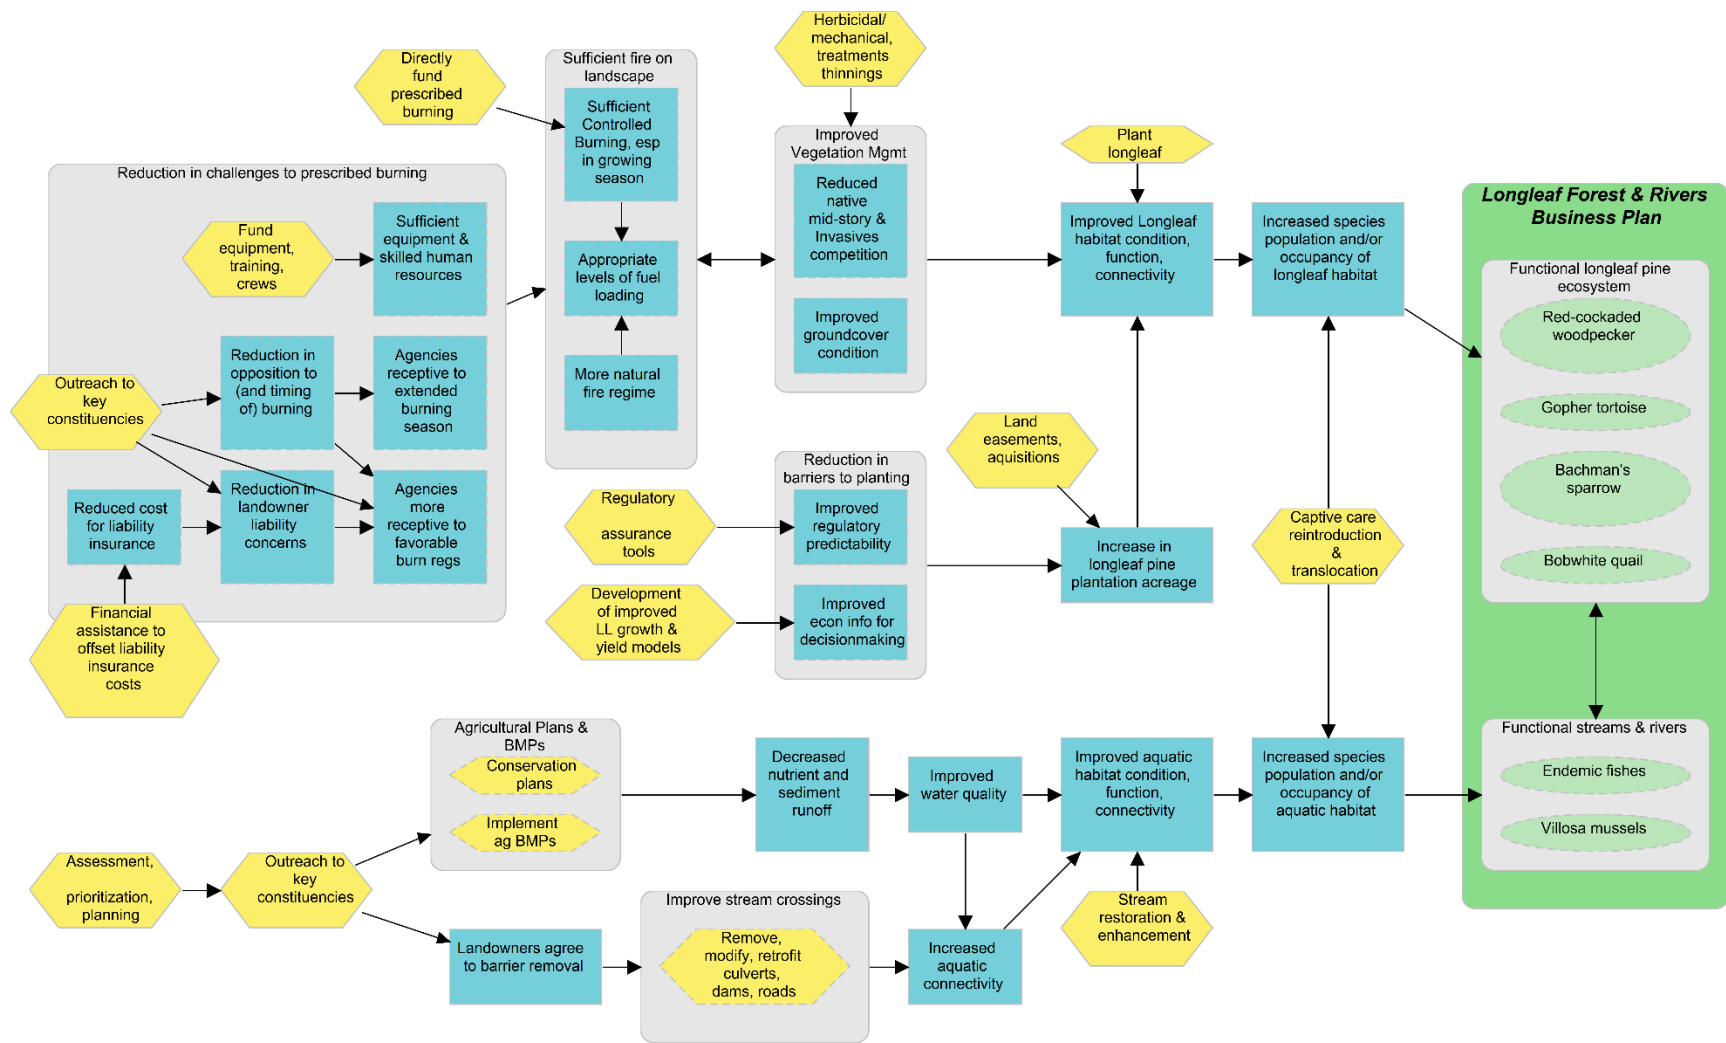 Herbicidal/
mechanical,
treatments
thinnings
Directly
fund
prescribed
burning
Sufficient fire on
landscape
Sufficient
Controlled
Burning, esp
in growing
season
Appropriate
levels of fuel
loading
More natural
fire regime
Improved
Vegetation Mgmt
Reduced
native
mid-story &
Invasives
competition
Improved
groundcover
condition
Plant
longleaf
Improved Longleaf
habitat condition,
function,
connectivity
Increased species
population and/or
occupancy of
longleaf habitat
Longleaf Forest & Rivers
Business Plan
Functional longleaf pine
ecosystem
Red-cockaded
woodpecker
Gopher tortoise
Bachman's
sparrow
Bobwhite quail
Reduction in challenges to prescribed burning
Fund
equipment,
training,
crews
Sufficient
equipment &
skilled human
resources
Outreach to
key
constituencies
Reduction in
opposition to
(and timing
of) burning
Agencies
receptive to
extended
burning
season
Reduced cost
for liability
insurance
Reduction in
landowner
liability
concerns
Agencies
more
receptive to
favorable
burn regs
Financial
assistance to
offset liability
insurance
costs
Regulatory
assurance
tools
Development
of improved
LL growth &
yield models
Reduction in
barriers to planting
Improved
regulatory
predictability
Improved
econ info for
decisionmaking
Land
easements,
aquisitions
Increase in
longleaf pine
plantation acreage
Captive care
reintroduction
&
translocation
Agricultural Plans &
BMPs
Conservation
plans
Implement
ag BMPs
Decreased
nutrient and
sediment
runoff
Improved
water quality
Improved aquatic
habitat condition,
function,
connectivity
Increased species
population and/or
occupancy of
aquatic habitat
Functional streams & rivers
Endemic fishes
Villosa mussels
Assessment,
prioritization,
planning
Outreach to
key
constituencies
Landowners agree
to barrier removal
Improve stream crossings
Remove,
modify, retrofit
culverts,
dams, roads
Increased
aquatic
connectivity
Stream
restoration &
enhancement